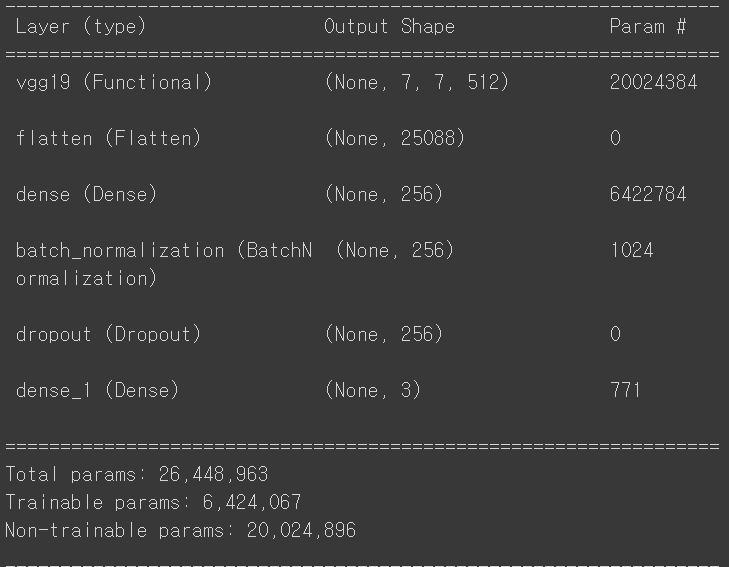 _________________________________________________________________
Layer (type)                Output Shape              Param #
=================================================================
vgg19 (Functional)          (None, 7, 7, 512)         20024384
flatten (Flatten)           (None, 25088)             0
dense (Dense)               (None, 256)               6422784
batch_normalization (BatchN  (None, 256)              1024
ormalization)
dropout (Dropout)           (None, 256)               0
dense_1 (Dense)             (None, 3)                 771
=================================================================
Total params: 26,448,963
Trainable params: 6,424,067
Non-trainable params: 20,024,896
_________________________________________________________________